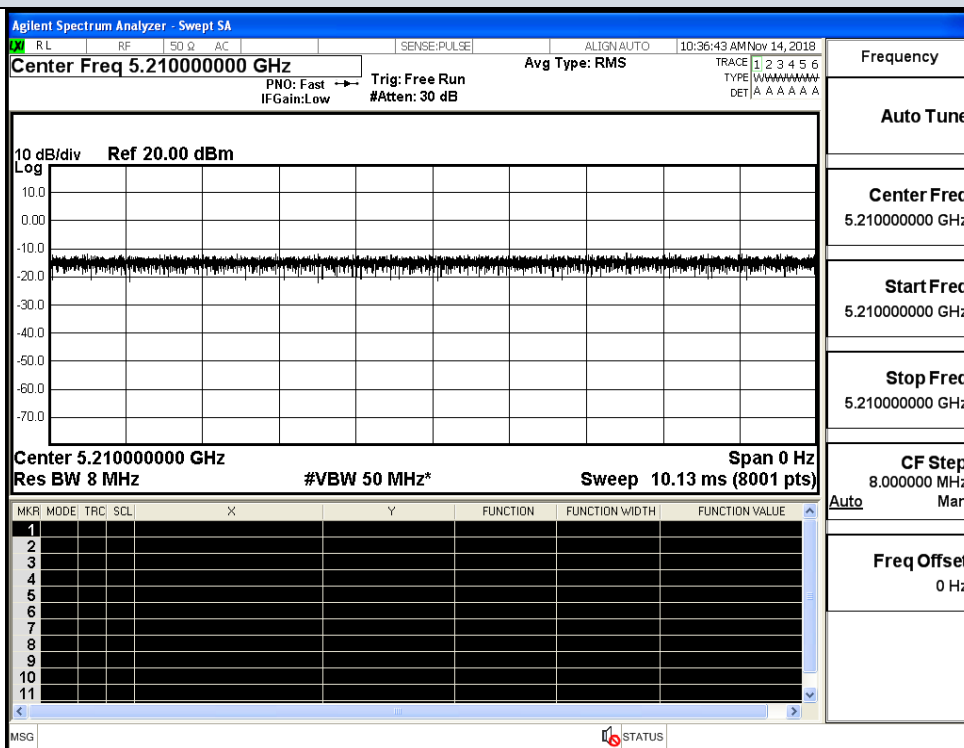 Agilent Spectrum Analyzer - Swept SA
LXI RL RF 50 Ω AC SENSE:PULSE ALIGN AUTO 10:36:43 AM Nov 14, 2018
Center Freq 5.210000000 GHz
PNO: Fast
IFGain:Low
Trig: Free Run
#Atten: 30 dB
Avg Type: RMS
TRACE 1 2 3 4 5 6
TYPE WWWWWW
DET A A A A A A
10 dB/div Ref 20.00 dBm
Log
10.0
0.00
-10.0
-20.0
-30.0
-40.0
-50.0
-60.0
-70.0
Center 5.210000000 GHz Span 0 Hz
Res BW 8 MHz #VBW 50 MHz* Sweep 10.13 ms (8001 pts)
MKR MODE TRC SCL X Y FUNCTION FUNCTION WIDTH FUNCTION VALUE
1
2
3
4
5
6
7
8
9
10
11
MSG STATUS
Frequency
Auto Tune
Center Freq
5.210000000 GHz
Start Freq
5.210000000 GHz
Stop Freq
5.210000000 GHz
CF Step
8.000000 MHz
Auto Man
Freq Offset
0 Hz